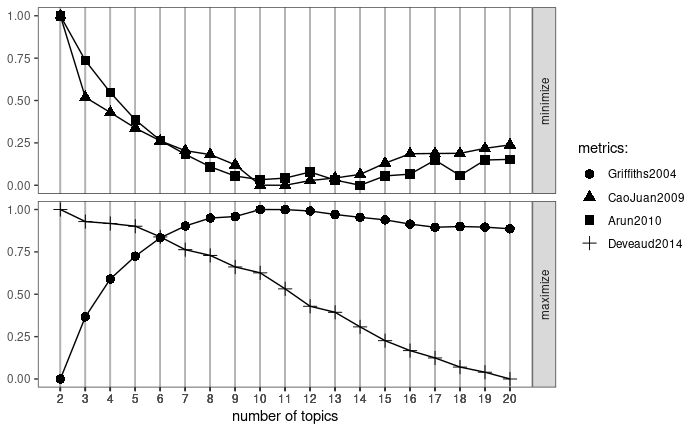 1.00
0.75
0.50
0.25
0.00
minimize
1.00
0.75
0.50
0.25
0.00
maximize
2 3 4 5 6 7 8 9 10 11 12 13 14 15 16 17 18 19 20
number of topics
metrics:
Griffiths2004
CaoJuan2009
Arun2010
Deveaud2014